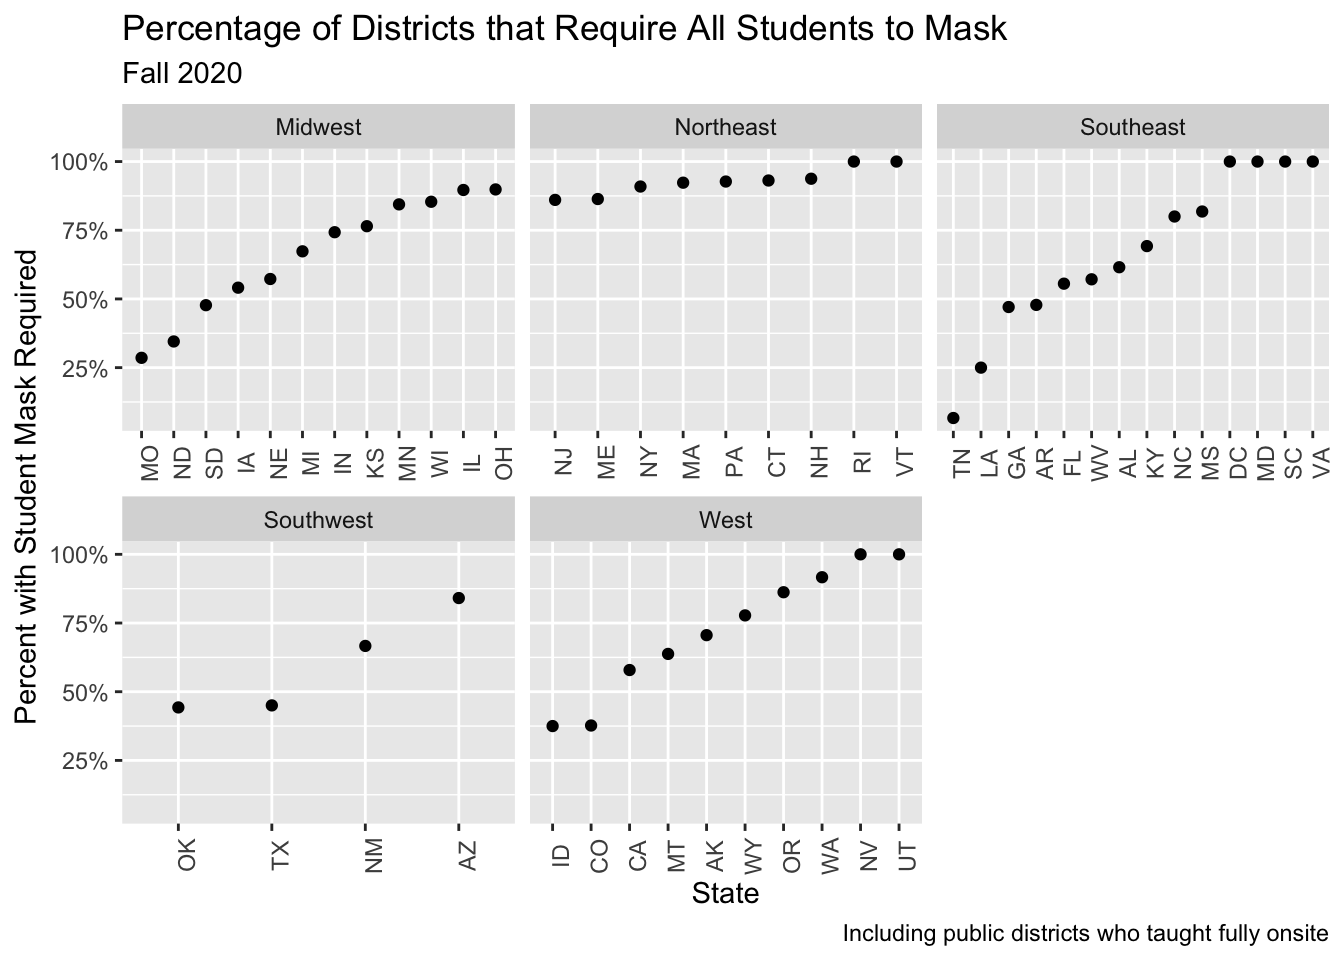 Percentage of Districts that Require All Students to Mask
Fall 2020
Midwest
Northeast
Southeast
Percent with Student Mask Required
100%
75%
50%
25%
MO ND SD IA NE MI IN KS MN WI IL OH
NJ ME NY MA PA CT NH RI VT
TN LA GA AR FL WV AL KY NC MS DC MD SC VA
Southwest
West
100%
75%
50%
25%
OK TX NM AZ
ID CO CA MT AK WY OR WA NV UT
State
Including public districts who taught fully onsite